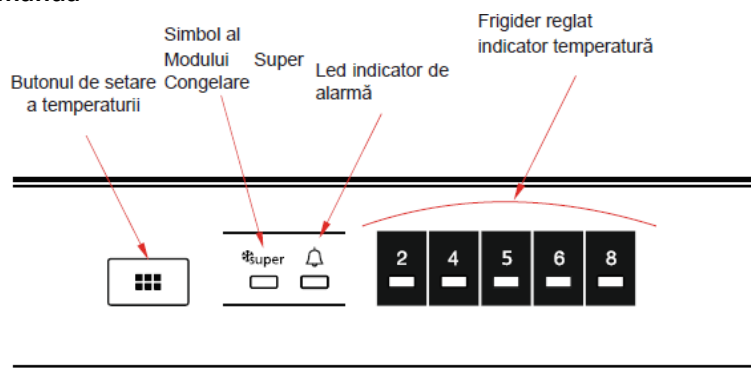 Simbol al
Modului Super
Congelare
Butonul de setare
a temperaturii
Led indicator de
alarmă
Frigider reglat
indicator temperatură
super
2 4 5 6 8